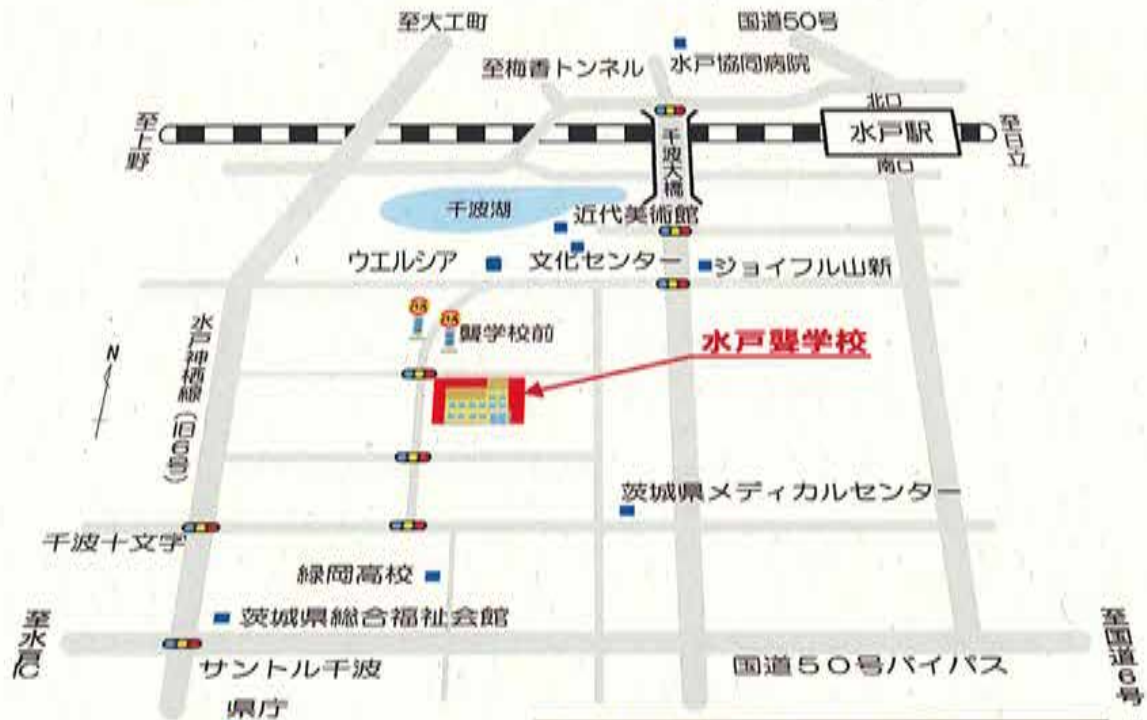 至大工町
国道50号
至梅香トンネル
水戸協同病院
北口
至上野
水戸駅
至日立
千波大橋
南口
千波湖
近代美術館
ウエルシア
文化センター
ジョイフル山新
聾学校前
水戸聾学校
N
水戸神栖線(旧6号)
茨城県メディカルセンター
千波十文字
緑岡高校
茨城県総合福祉会館
至水戸IC
サントル千波
国道50号バイパス
至国道6号
県庁